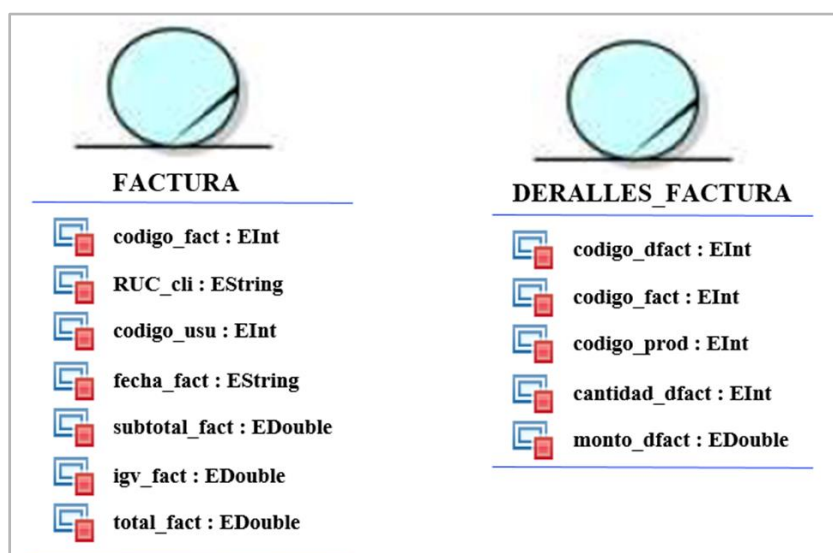 FACTURA
codigo_fact : EInt
RUC_cli : EString
codigo_usu : EInt
fecha_fact : EString
subtotal_fact : EDouble
igv_fact : EDouble
total_fact : EDouble
DERALLES_FACTURA
codigo_dfact : EInt
codigo_fact : EInt
codigo_prod : EInt
cantidad_dfact : EInt
monto_dfact : EDouble